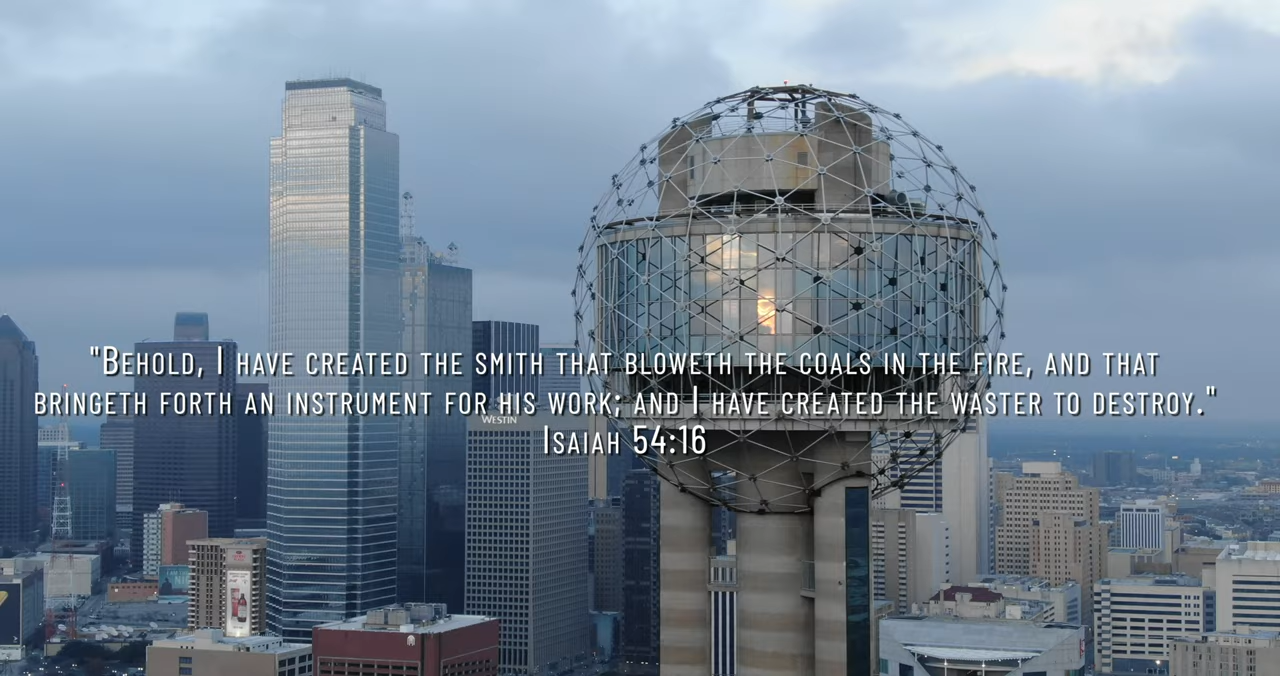 "Behold, I have created the smith that bloweth the coals in the fire, and that
bringeth forth an instrument for his work; and I have created the waster to destroy."
Isaiah 54:16
WESTIN